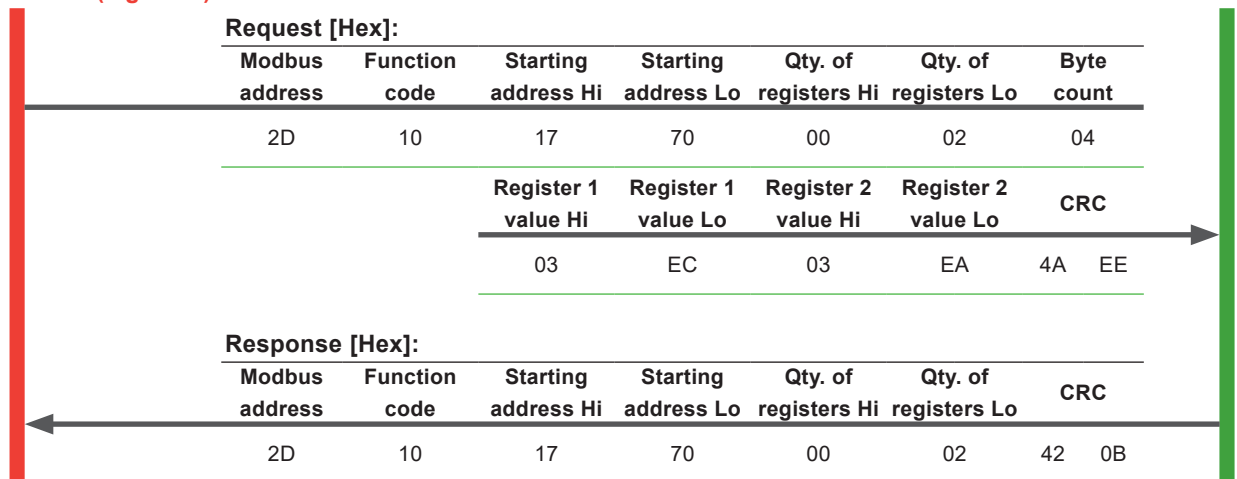 Request [Hex]:
Modbus Function Starting Starting Qty. of Qty. of Byte
address code address Hi address Lo registers Hi registers Lo count
2D 10 17 70 00 02 04
Register 1 Register 1 Register 2 Register 2 CRC
value Hi value Lo value Hi value Lo
03 EC 03 EA 4A EE
Response [Hex]:
Modbus Function Starting Starting Qty. of Qty. of CRC
address code address Hi address Lo registers Hi registers Lo
2D 10 17 70 00 02 42 0B